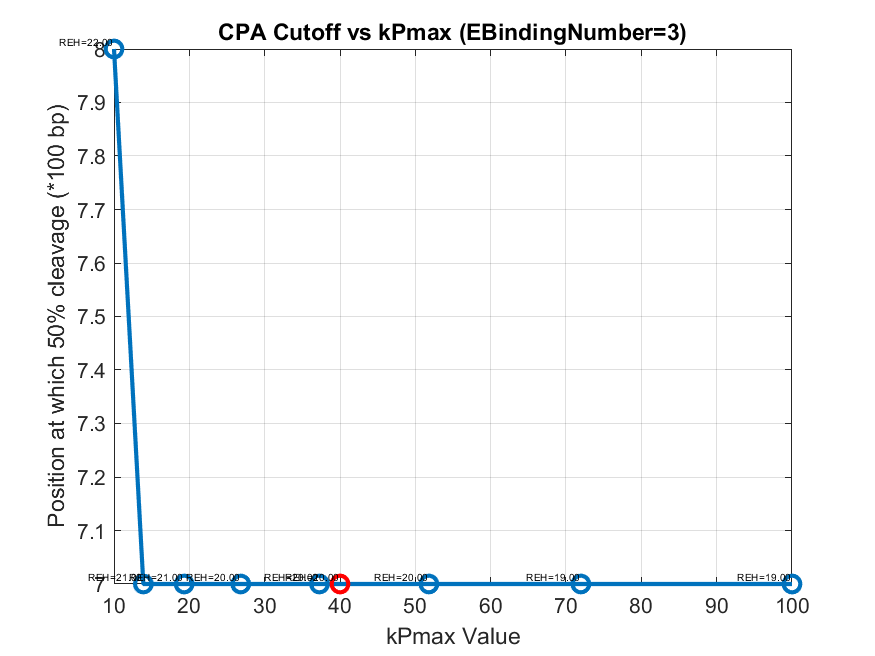 CPA Cutoff vs kPmax (EBindingNumber=3)
Position at which 50% cleavage (*100 bp)
REH=22.00
8
7.9
7.8
7.7
7.6
7.5
7.4
7.3
7.2
7.1
7
REH=21.00
REH=20.00
REH=20.00
REH=19.00
REH=19.00
10 20 30 40 50 60 70 80 90 100
kPmax Value